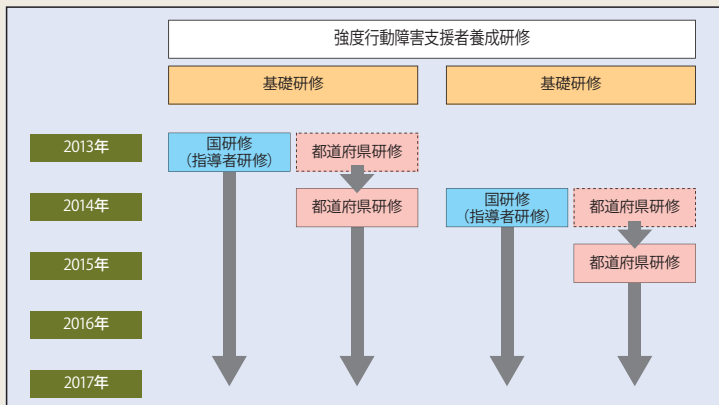 強度行動障害支援者養成研修
基礎研修
基礎研修
2013年
国研修
（指導者研修）
都道府県研修
2014年
都道府県研修
国研修
（指導者研修）
都道府県研修
2015年
都道府県研修
2016年
2017年